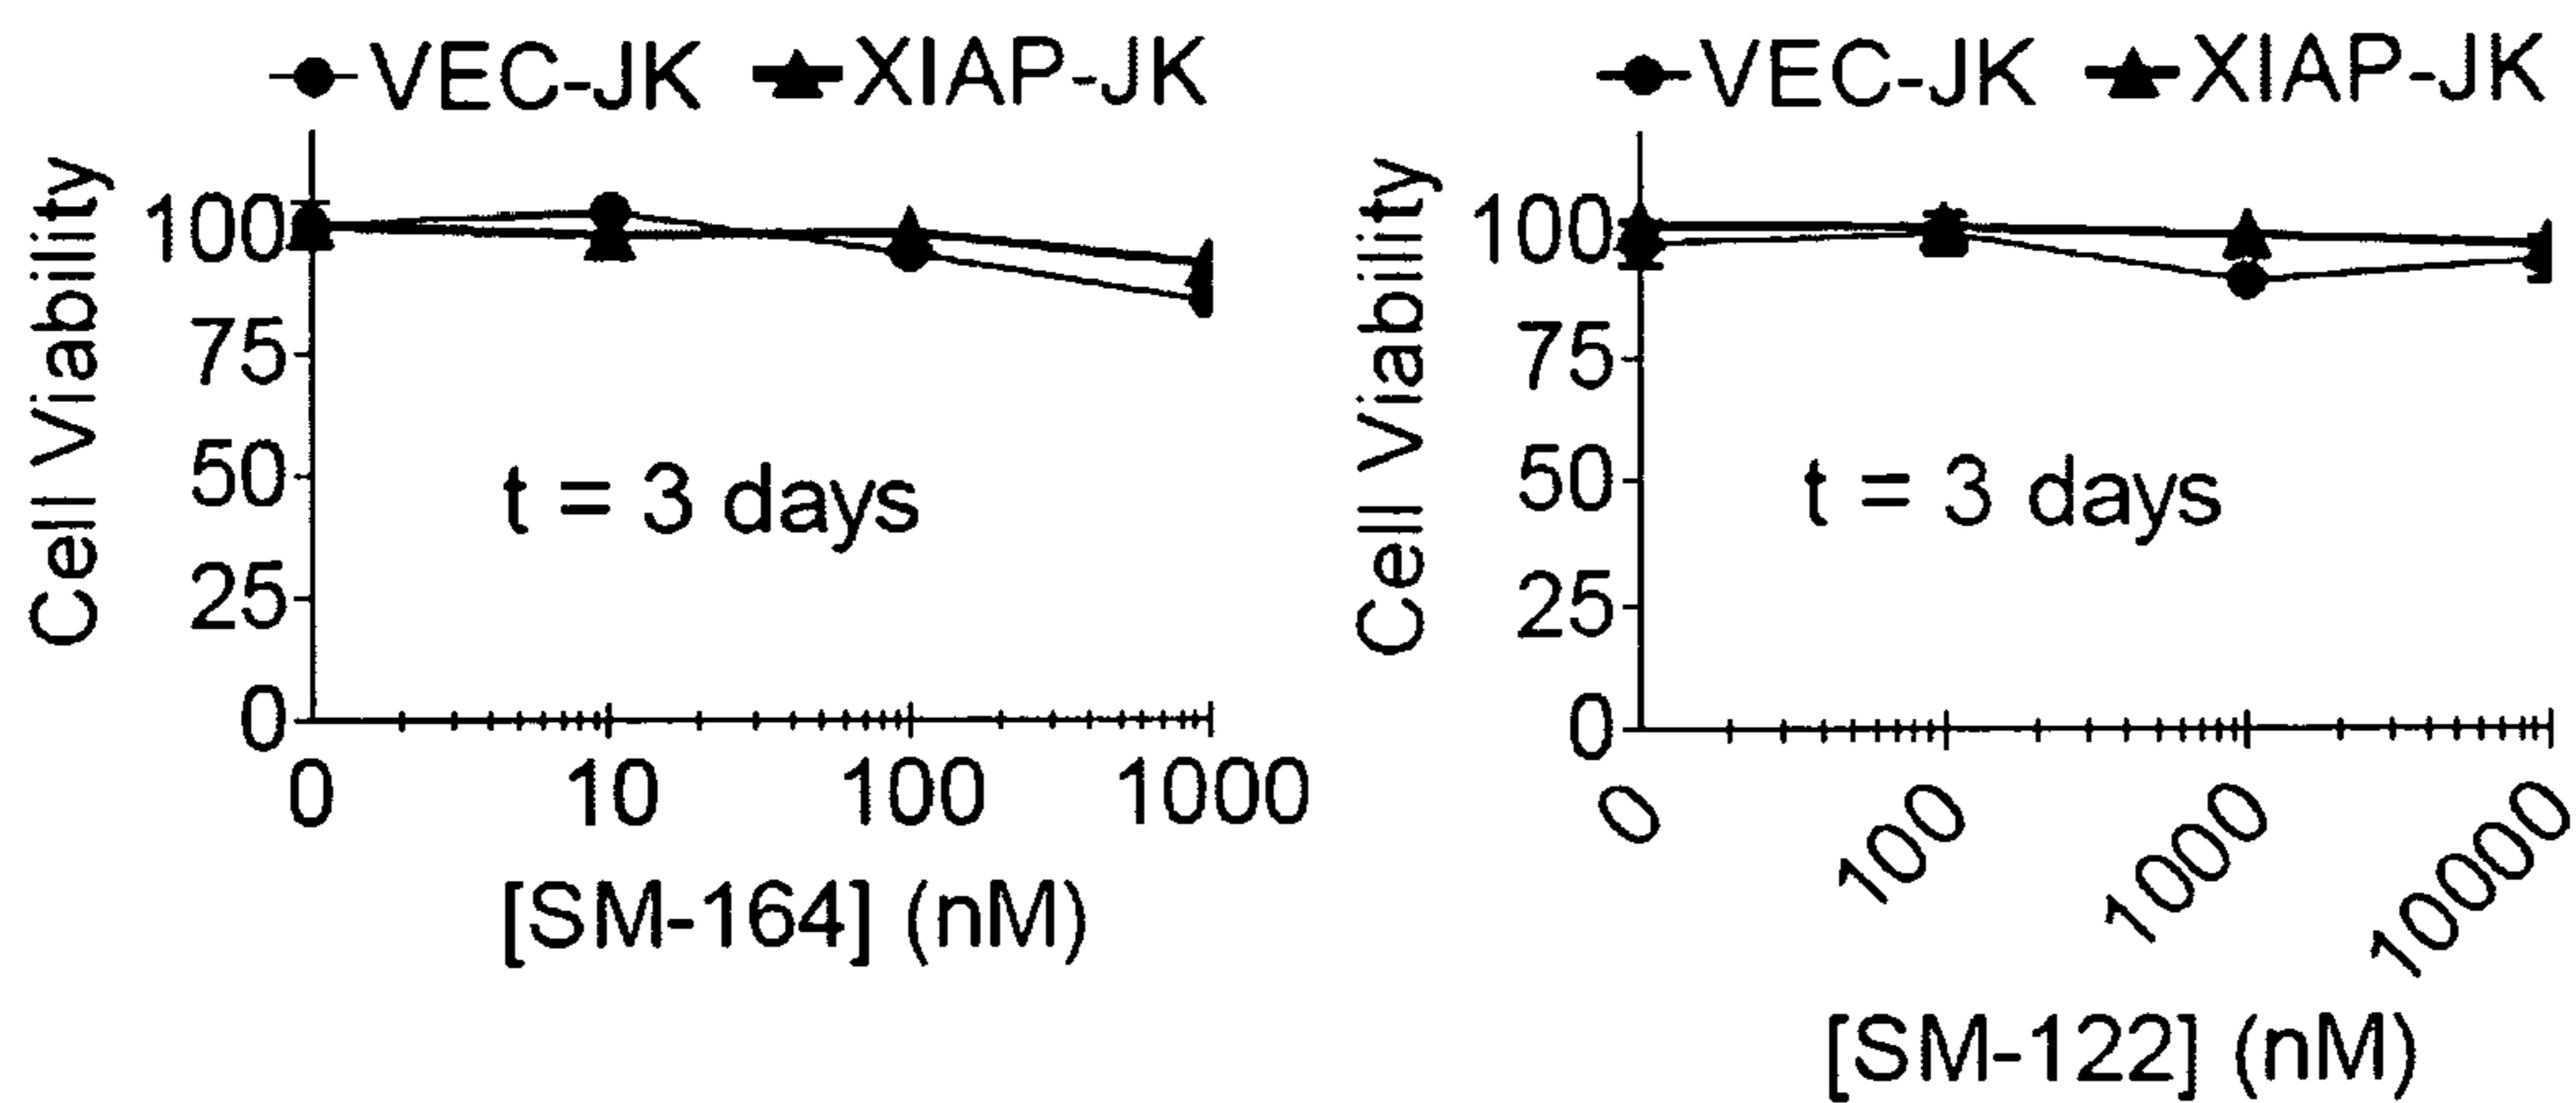 VEC-JK XIAP-JK
Cell Viability
100
75
50
25
0
t = 3 days
0 10 100 1000
[SM-164] (nM)
VEC-JK XIAP-JK
Cell Viability
100
75
50
25
0
t = 3 days
0 100 1000 10000
[SM-122] (nM)